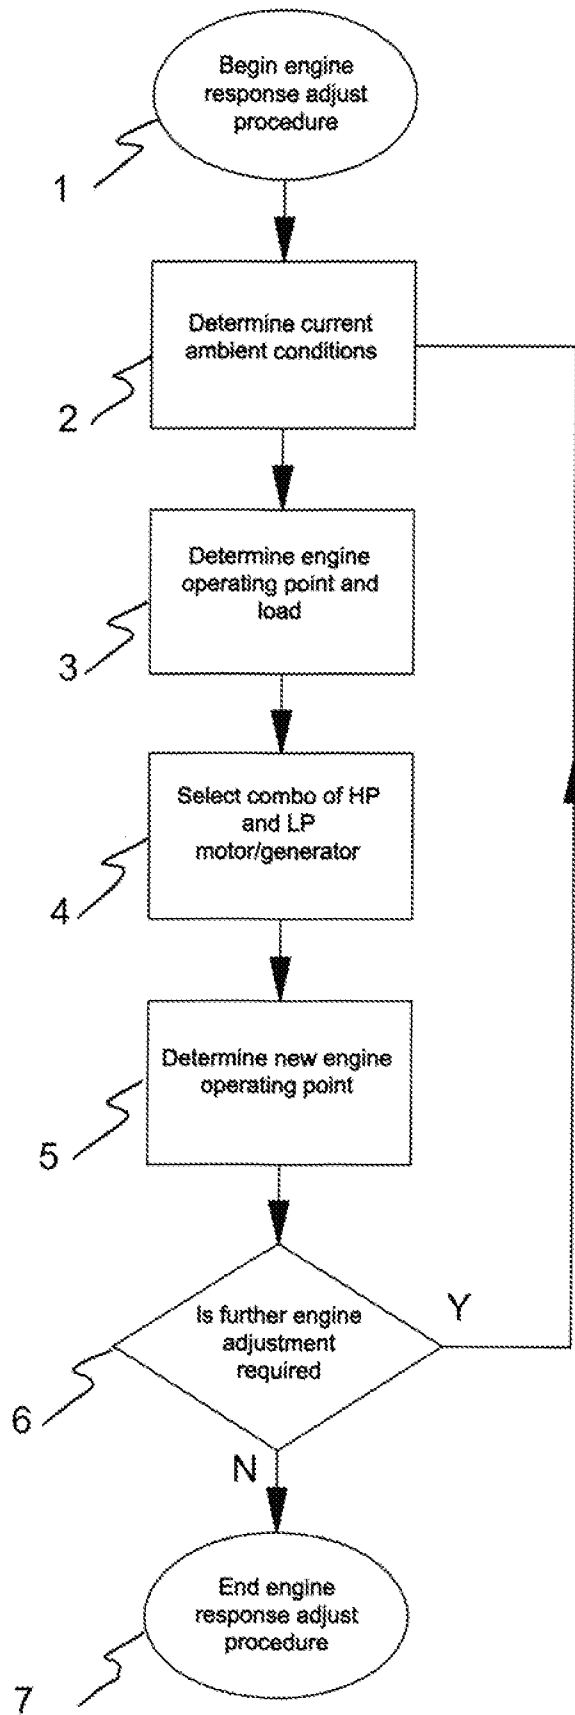 Begin engine
response adjust
procedure
1
Determine current
ambient conditions
2
Determine engine
operating point and
load
3
Select combo of HP
and LP
motor/generator
4
Determine new engine
operating point
5
Is further engine
adjustment
required
Y
6
N
End engine
response adjust
procedure
7